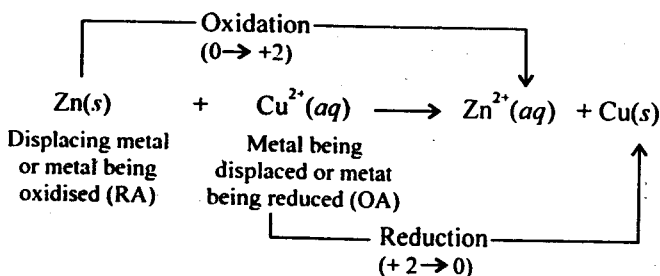 Oxidation
(0→ +2)
Zn(s) + Cu²⁺(aq) ⟶ Zn²⁺(aq) + Cu(s)
Displacing metal
or metal being
oxidised (RA)
Metal being
displaced or metat
being reduced (OA)
Reduction
(+ 2→ 0)